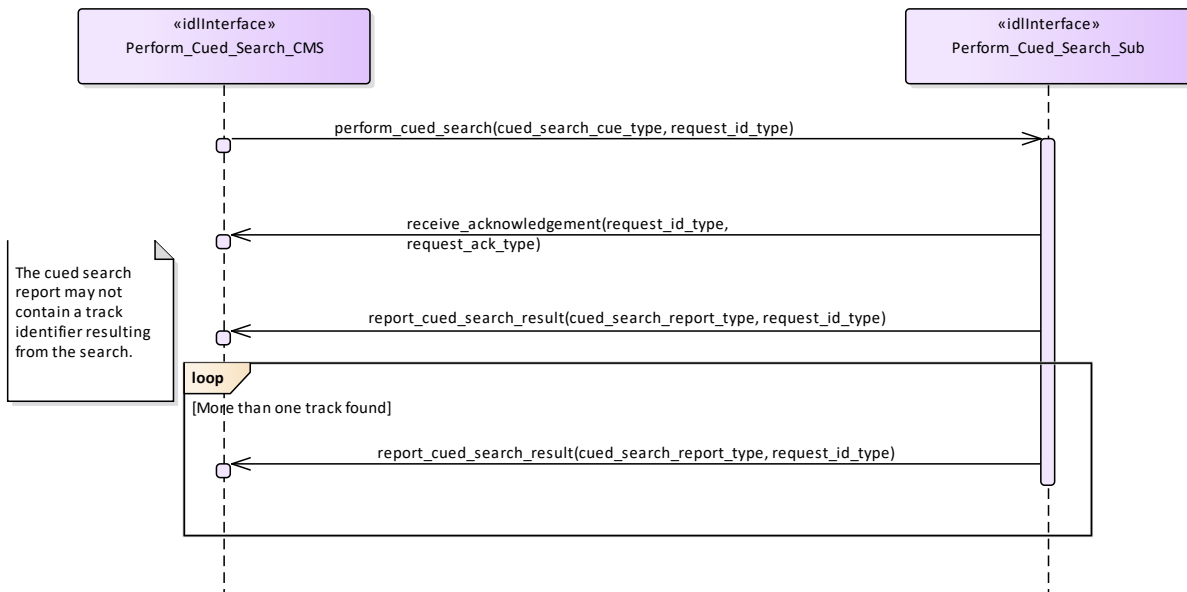 «idlInterface»
Perform_Cued_Search_CMS
«idlInterface»
Perform_Cued_Search_Sub
perform_cued_search(cued_search_cue_type, request_id_type)
receive_acknowledgement(request_id_type,
request_ack_type)
The cued search
report may not
contain a track
identifier resulting
from the search.
report_cued_search_result(cued_search_report_type, request_id_type)
loop
[More than one track found]
report_cued_search_result(cued_search_report_type, request_id_type)